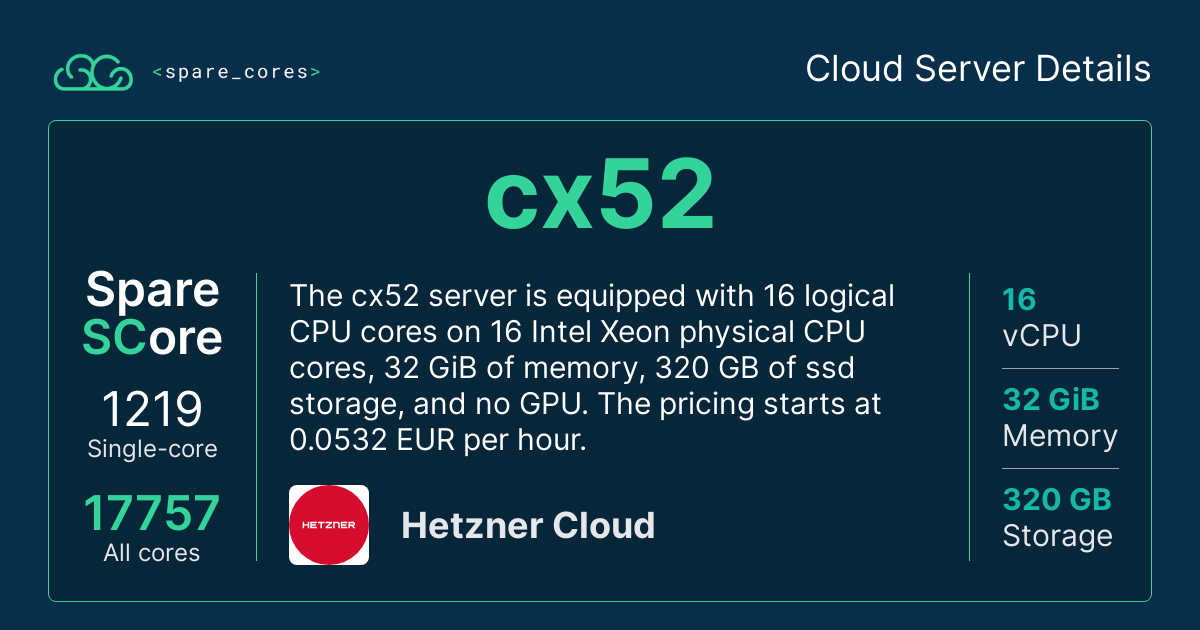 <spare_cores>
Cloud Server Details
cx52
Spare
SCore
1219
Single-core
17757
All cores
The cx52 server is equipped with 16 logical
CPU cores on 16 Intel Xeon physical CPU
cores, 32 GiB of memory, 320 GB of ssd
storage, and no GPU. The pricing starts at
0.0532 EUR per hour.
HETZNER
Hetzner Cloud
16
vCPU
32 GiB
Memory
320 GB
Storage